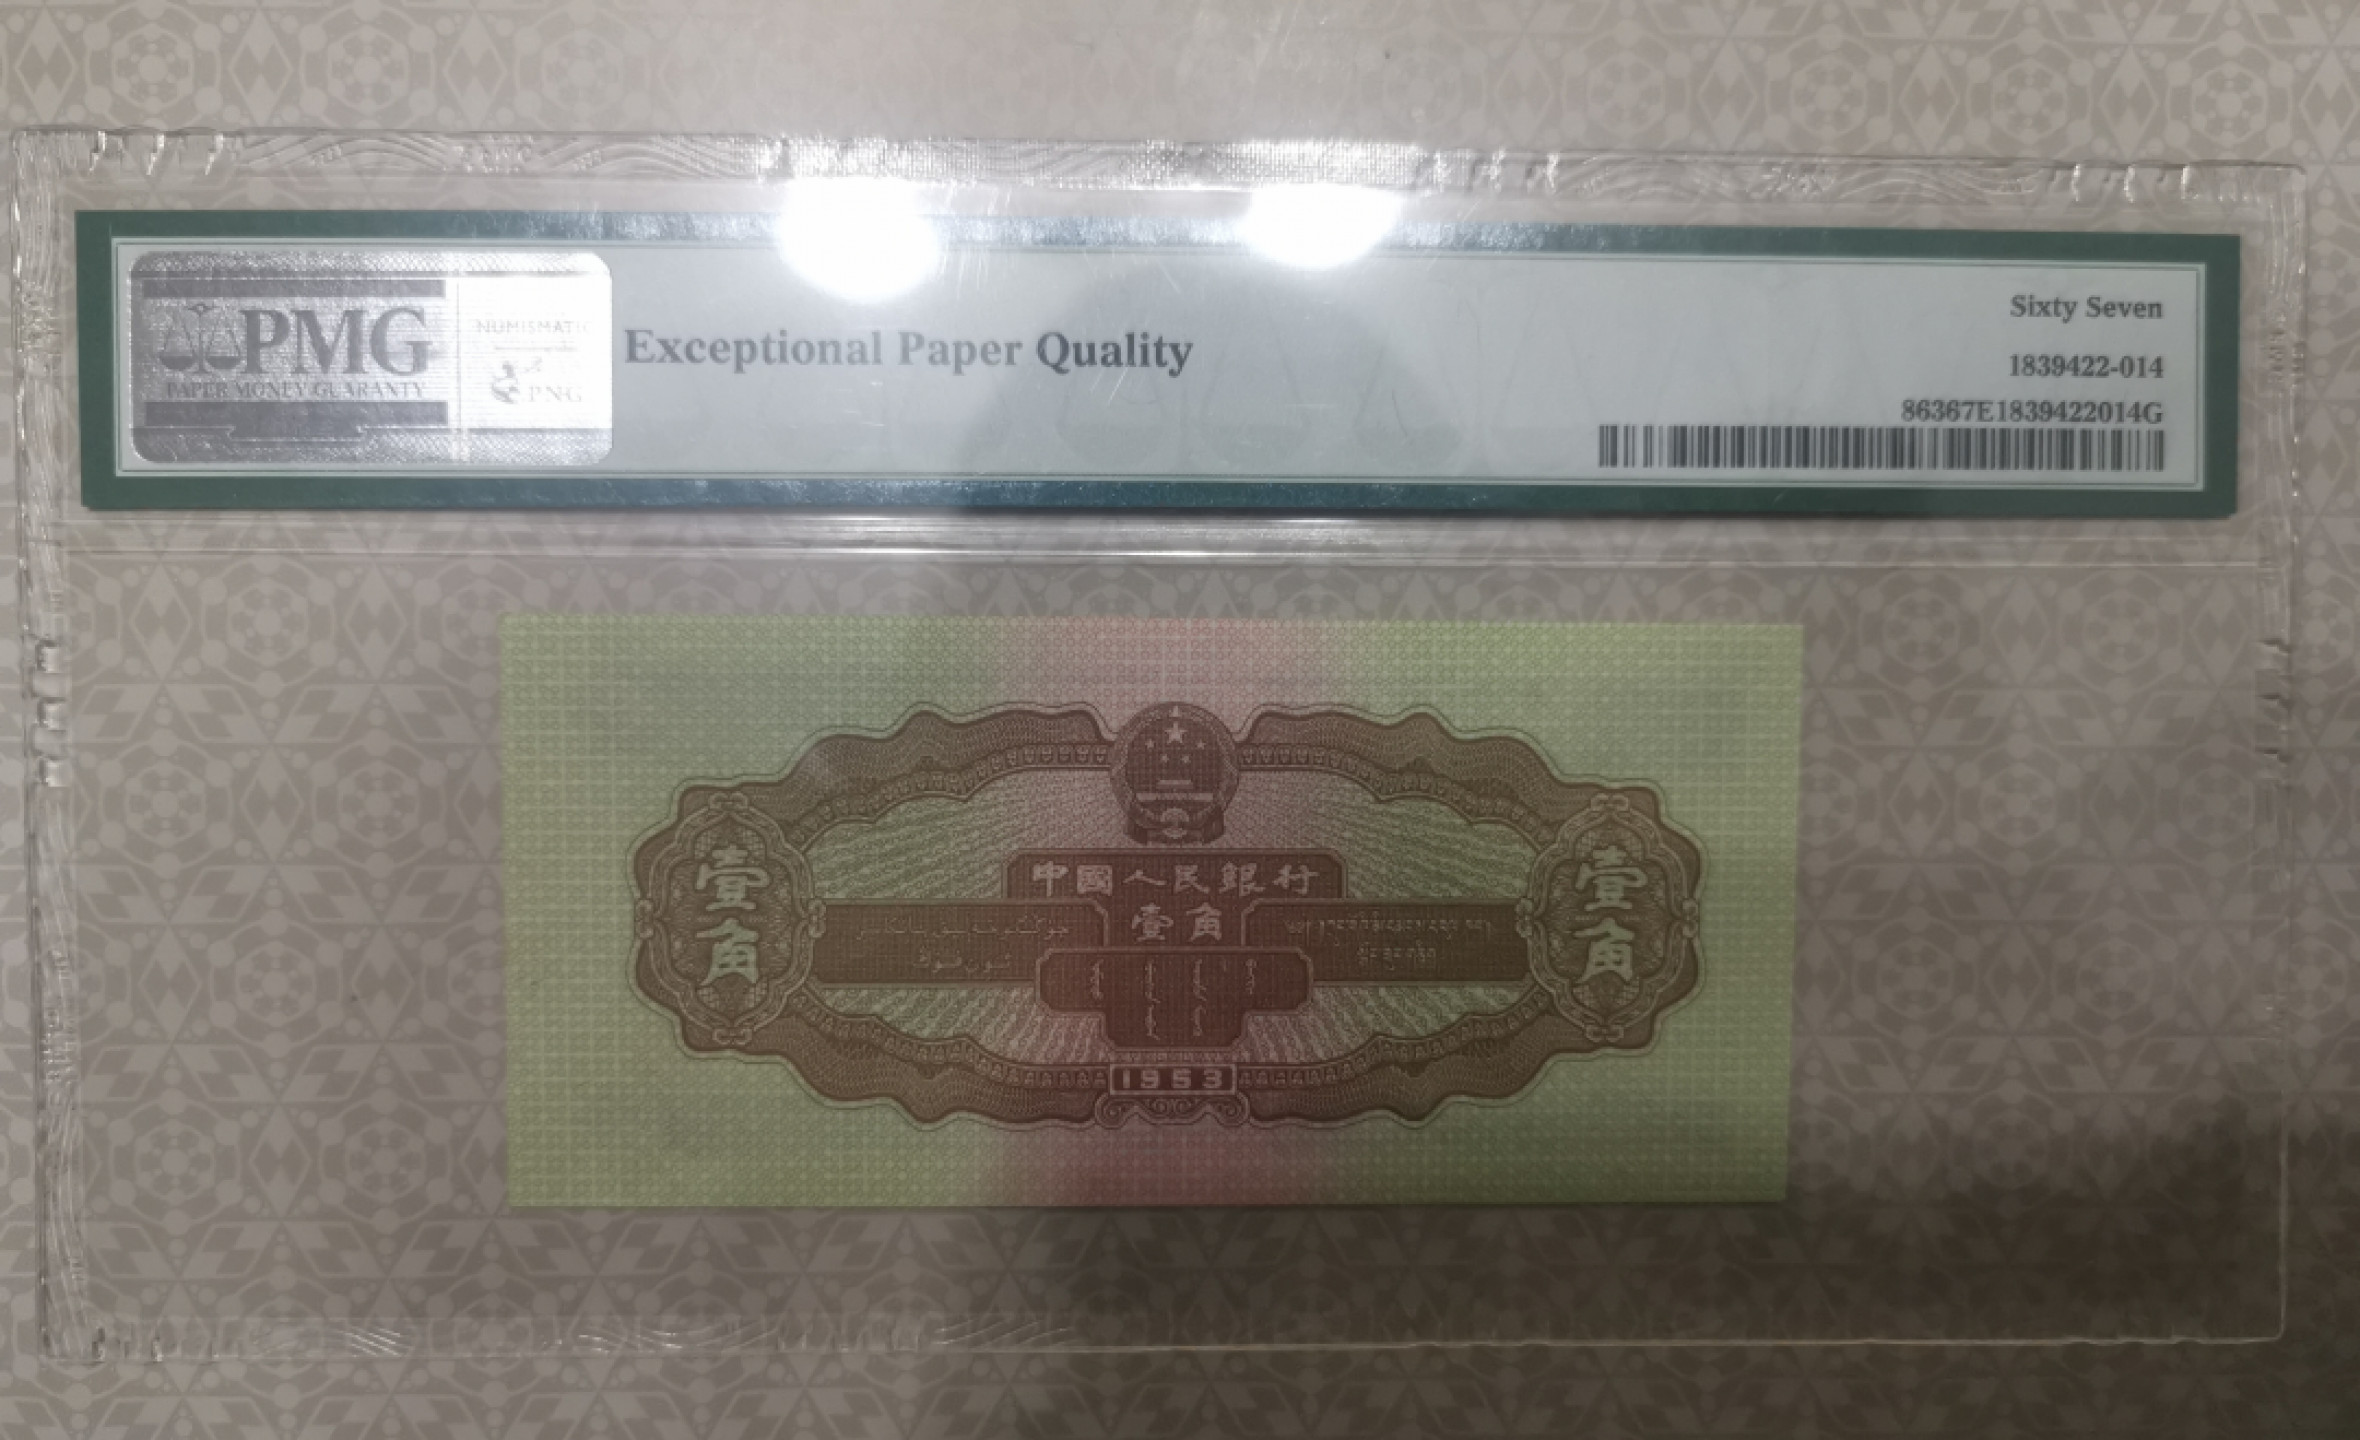 PMG
PAPER MONEY GUARANTY
NUMISMATIC
PNG
Exceptional Paper Quality
Sixty Seven
1839422-014
86367E1839422014G
中國人民銀行
壹角
壹角
壹角
1953